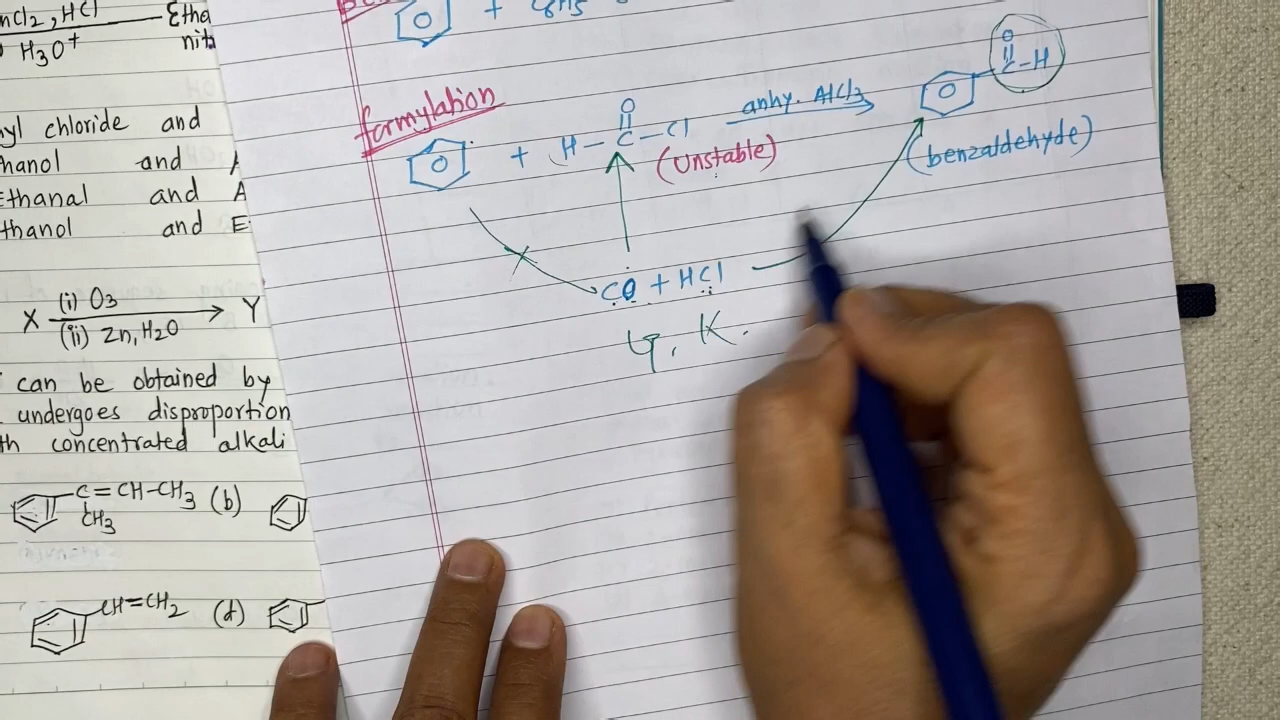 nCl2, HCl
H3O+
Etha
nit
yl chloride and
hanol and A
Ethanal and A
thanol and E
X (i) O3 Y
(ii) Zn, H2O
can be obtained by
undergoes disproportion
th concentrated alkali
C=CH-CH3 (b)
CH3
CH=CH2 (d)
+
formylation
+ H-C-Cl
O
(Unstable)
anhy. AlCl3
O
C-H
(benzaldehyde)
CO + HCl
G. K.